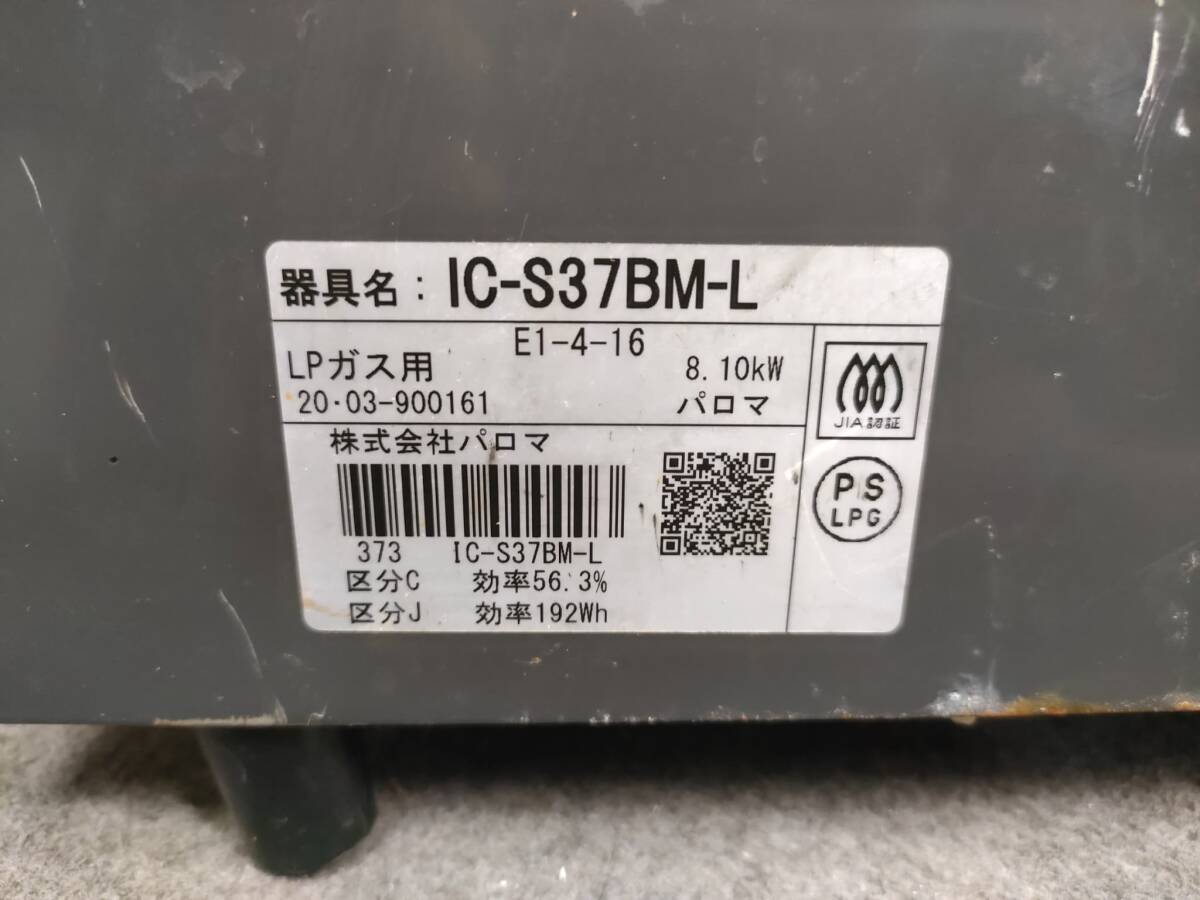 器具名：IC-S37BM-L
E1-4-16
LPガス用 8.10kW
20・03-900161 パロマ
JIA認証
株式会社パロマ
PS
LPG
373 IC-S37BM-L
区分C 効率56.3%
区分J 効率192Wh